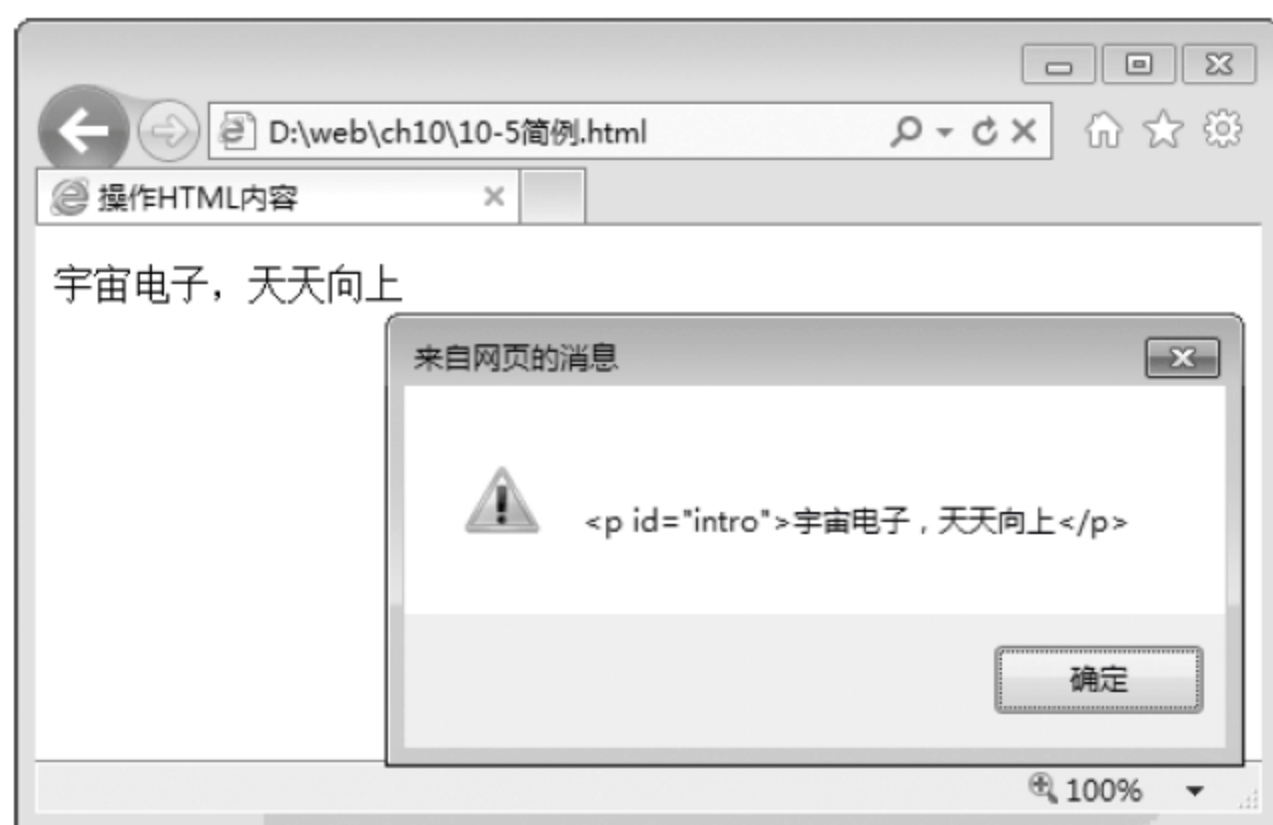 D:\web\ch10\10-5简例.html
操作HTML内容
宇宙电子，天天向上
来自网页的消息
<p id="intro">宇宙电子，天天向上</p>
确定
100%